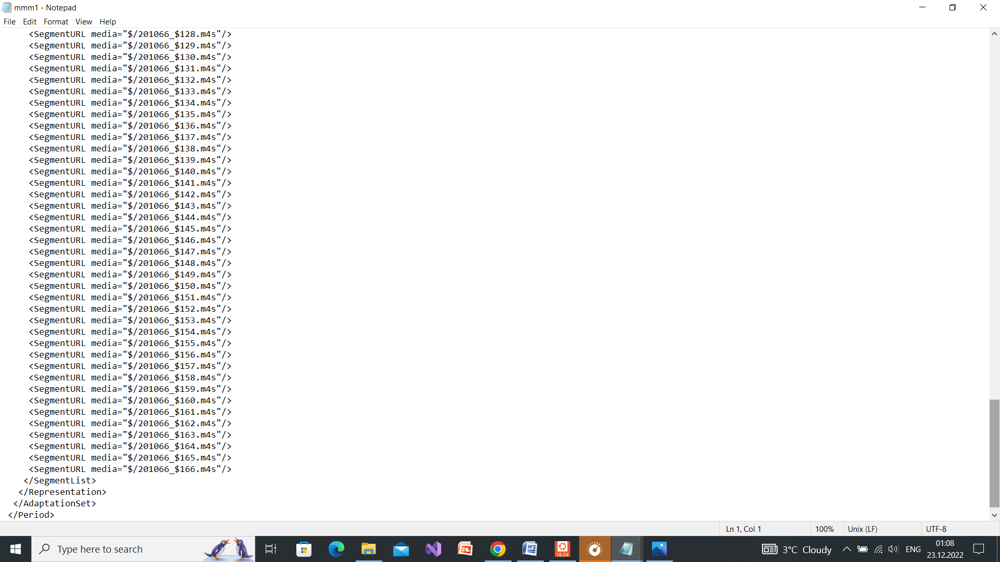 mmm1 - Notepad
File Edit Format View Help
<SegmentURL media="$/201066_$128.m4s"/>
<SegmentURL media="$/201066_$129.m4s"/>
<SegmentURL media="$/201066_$130.m4s"/>
<SegmentURL media="$/201066_$131.m4s"/>
<SegmentURL media="$/201066_$132.m4s"/>
<SegmentURL media="$/201066_$133.m4s"/>
<SegmentURL media="$/201066_$134.m4s"/>
<SegmentURL media="$/201066_$135.m4s"/>
<SegmentURL media="$/201066_$136.m4s"/>
<SegmentURL media="$/201066_$137.m4s"/>
<SegmentURL media="$/201066_$138.m4s"/>
<SegmentURL media="$/201066_$139.m4s"/>
<SegmentURL media="$/201066_$140.m4s"/>
<SegmentURL media="$/201066_$141.m4s"/>
<SegmentURL media="$/201066_$142.m4s"/>
<SegmentURL media="$/201066_$143.m4s"/>
<SegmentURL media="$/201066_$144.m4s"/>
<SegmentURL media="$/201066_$145.m4s"/>
<SegmentURL media="$/201066_$146.m4s"/>
<SegmentURL media="$/201066_$147.m4s"/>
<SegmentURL media="$/201066_$148.m4s"/>
<SegmentURL media="$/201066_$149.m4s"/>
<SegmentURL media="$/201066_$150.m4s"/>
<SegmentURL media="$/201066_$151.m4s"/>
<SegmentURL media="$/201066_$152.m4s"/>
<SegmentURL media="$/201066_$153.m4s"/>
<SegmentURL media="$/201066_$154.m4s"/>
<SegmentURL media="$/201066_$155.m4s"/>
<SegmentURL media="$/201066_$156.m4s"/>
<SegmentURL media="$/201066_$157.m4s"/>
<SegmentURL media="$/201066_$158.m4s"/>
<SegmentURL media="$/201066_$159.m4s"/>
<SegmentURL media="$/201066_$160.m4s"/>
<SegmentURL media="$/201066_$161.m4s"/>
<SegmentURL media="$/201066_$162.m4s"/>
<SegmentURL media="$/201066_$163.m4s"/>
<SegmentURL media="$/201066_$164.m4s"/>
<SegmentURL media="$/201066_$165.m4s"/>
<SegmentURL media="$/201066_$166.m4s"/>
</SegmentList>
</Representation>
</AdaptationSet>
</Period>
Ln 1, Col 1 100% Unix (LF) UTF-8
Type here to search 18.04 3°C Cloudy ENG 01:08
23.12.2022